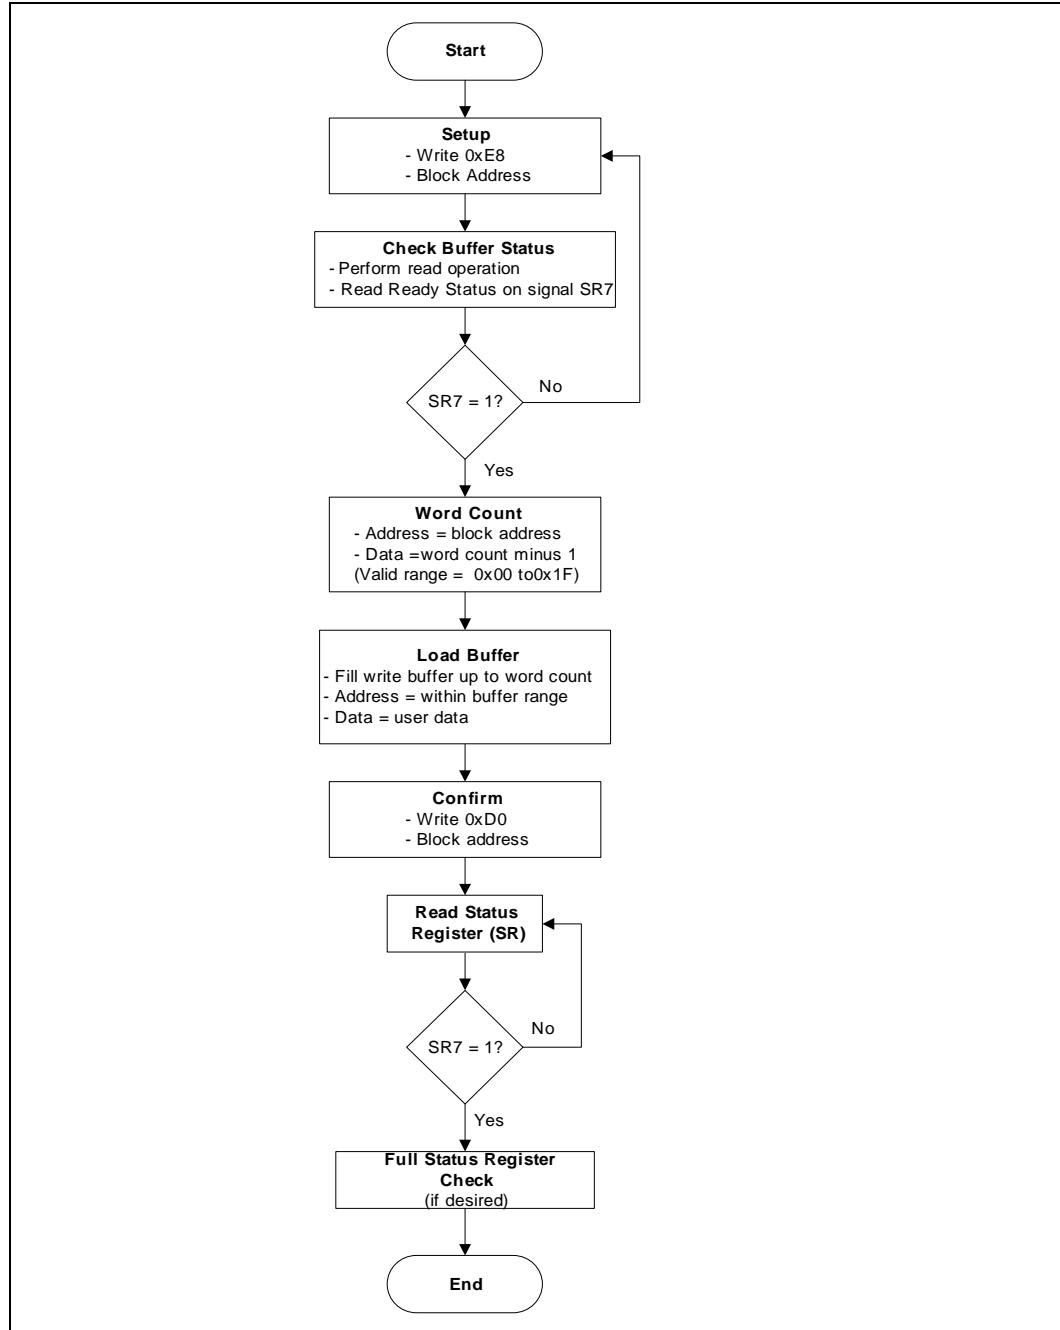 Start
Setup
- Write 0xE8
- Block Address
Check Buffer Status
- Perform read operation
- Read Ready Status on signal SR7
No
SR7 = 1?
Yes
Word Count
- Address = block address
- Data =word count minus 1
(Valid range =  0x00 to0x1F)
Load Buffer
- Fill write buffer up to word count
- Address = within buffer range
- Data = user data
Confirm
- Write 0xD0
- Block address
Read Status
Register (SR)
No
SR7 = 1?
Yes
Full Status Register
Check
(if desired)
End